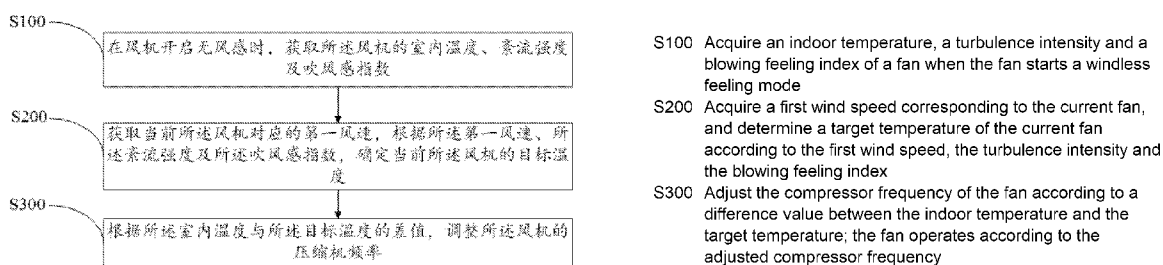 S100
在风机开启无风感时，获取所述风机的室内温度、紊流强度
及吹风感指数
S200
获取当前所述风机对应的第一风速，根据所述第一风速、所
述紊流强度及所述吹风感指数，确定当前所述风机的目标温
度
S300
根据所述室内温度与所述目标温度的差值，调整所述风机的
压缩机频率
S100 Acquire an indoor temperature, a turbulence intensity and a
blowing feeling index of a fan when the fan starts a windless
feeling mode
S200 Acquire a first wind speed corresponding to the current fan,
and determine a target temperature of the current fan
according to the first wind speed, the turbulence intensity and
the blowing feeling index
S300 Adjust the compressor frequency of the fan according to a
difference value between the indoor temperature and the
target temperature; the fan operates according to the
adjusted compressor frequency